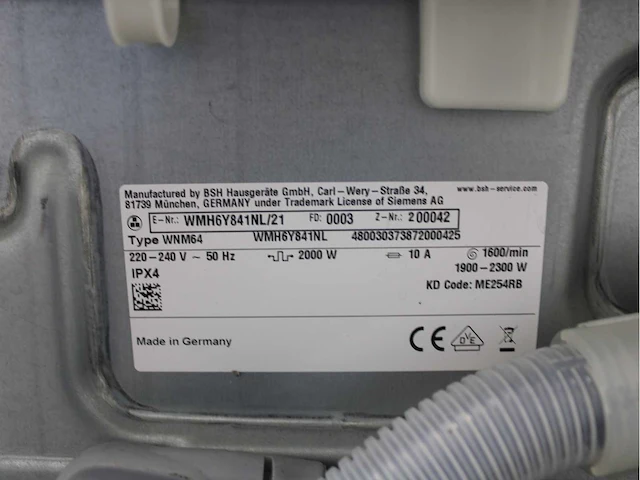 Manufactured by BSH Hausgeräte GmbH, Carl-Wery-Straße 34,
81739 München, GERMANY under Trademark License of Siemens AG
www.bsh-service.com
E-Nr.: WMH6Y841NL/21 FD: 0003 Z-Nr.: 200042
Type WNM64 WMH6Y841NL 480030373872000425
220-240 V ~ 50 Hz 2000 W 10 A 1600/min
1900-2300 W
IPX4
KD Code: ME254RB
Made in Germany
CE DVE